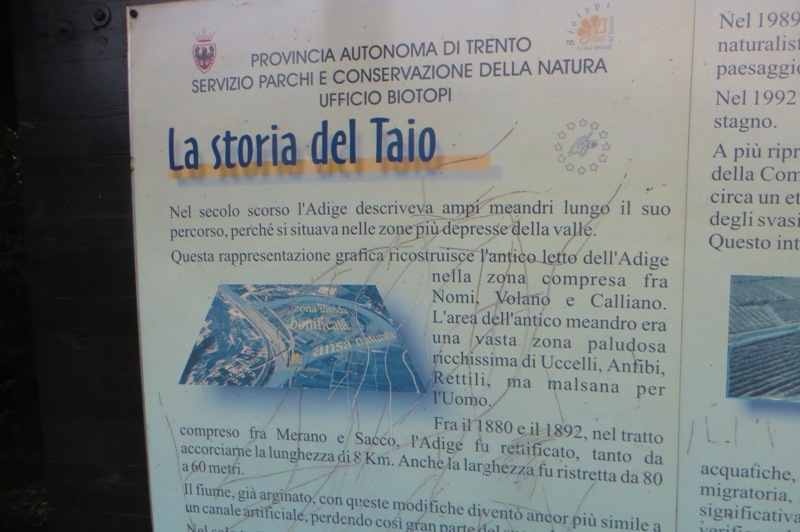 PROVINCIA AUTONOMA DI TRENTO
SERVIZIO PARCHI E CONSERVAZIONE DELLA NATURA
UFFICIO BIOTOPI
Biotopi
La storia del Taio
Life
Nel secolo scorso l'Adige descriveva ampi meandri lungo il suo
percorso, perché si situava nelle zone più depresse della valle.
Questa rappresentazione grafica ricostruisce l'antico letto dell'Adige
nella zona compresa fra
Nomi, Volano e Calliano.
L'area dell'antico meandro era
una vasta zona paludosa
ricchissima di Uccelli, Anfibi,
Rettili, ma malsana per
l'Uomo.
zona umida
bonificata
ansa naturale
Fra il 1880 e il 1892, nel tratto
compreso fra Merano e Sacco, l'Adige fu rettificato, tanto da
accorciarne la lunghezza di 8 Km. Anche la larghezza fu ristretta da 80
a 60 metri.
Il fiume, già arginato, con queste modifiche diventò ancor più simile a
un canale artificiale, perdendo così gran parte del
Nel 1989
naturalist
paesaggio
Nel 1992
stagno.
A più ripr
della Com
circa un et
degli svasi
Questo int
acquatiche,
migratoria,
significativa